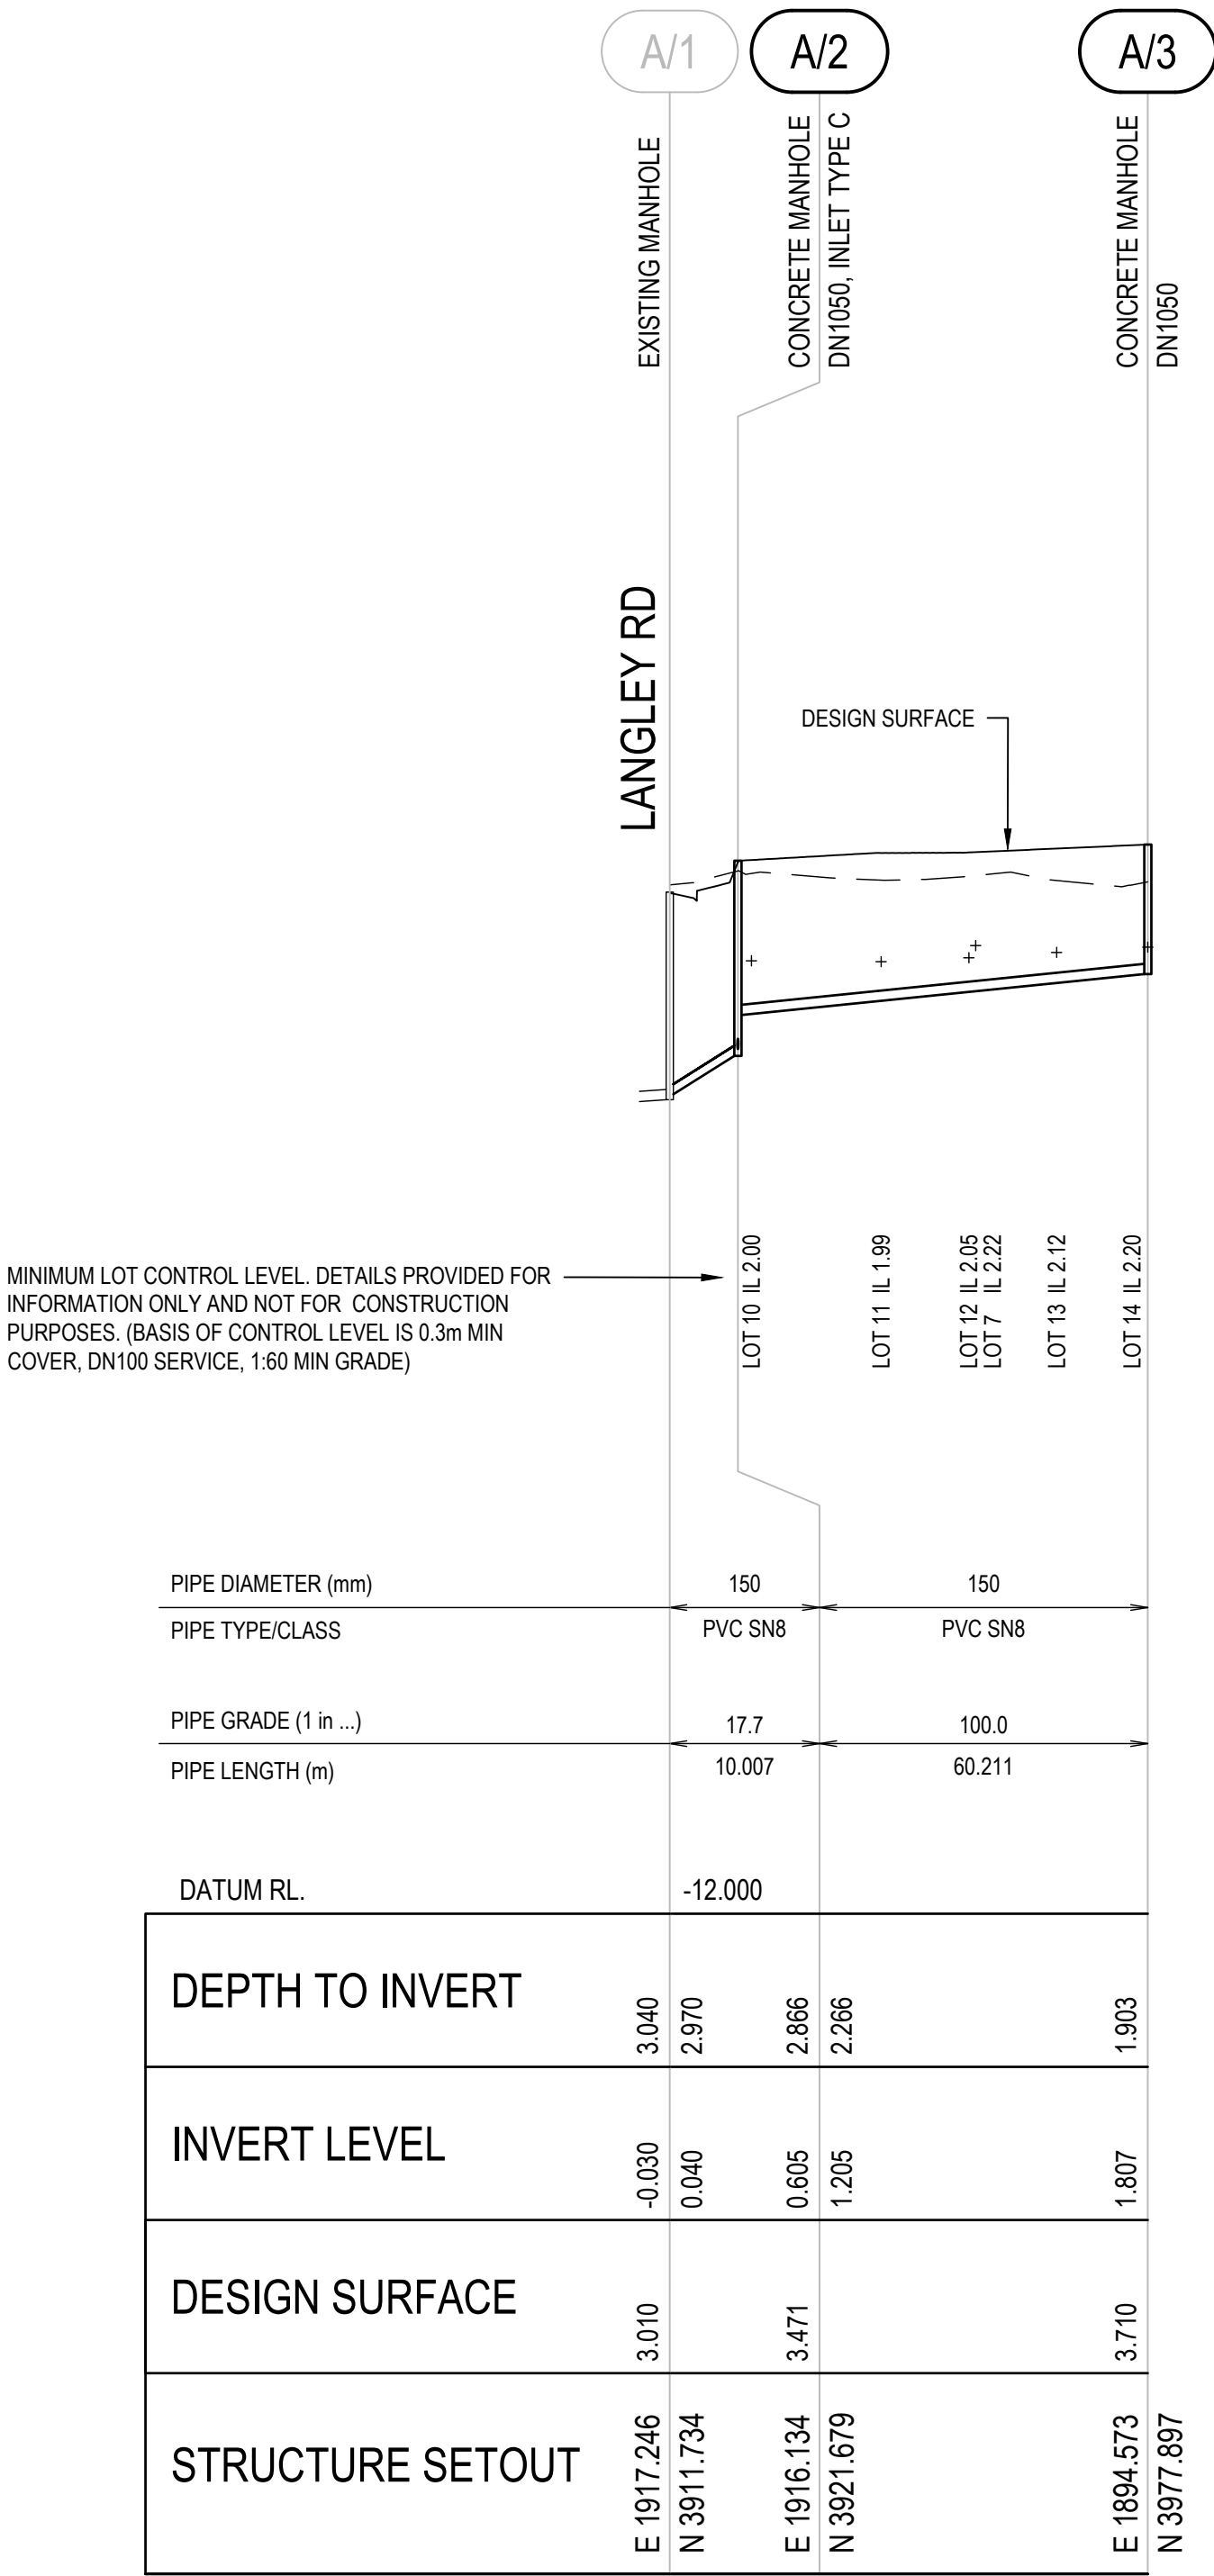 A/1
A/2
A/3
EXISTING MANHOLE
CONCRETE MANHOLE
DN1050, INLET TYPE C
CONCRETE MANHOLE
DN1050
LANGLEY RD
DESIGN SURFACE
MINIMUM LOT CONTROL LEVEL. DETAILS PROVIDED FOR
INFORMATION ONLY AND NOT FOR CONSTRUCTION
PURPOSES. (BASIS OF CONTROL LEVEL IS 0.3m MIN
COVER, DN100 SERVICE, 1:60 MIN GRADE)
LOT 10 IL 2.00
LOT 11 IL 1.99
LOT 12 IL 2.05
LOT 7 IL 2.22
LOT 13 IL 2.12
LOT 14 IL 2.20
PIPE DIAMETER (mm) 150 150
PIPE TYPE/CLASS PVC SN8 PVC SN8
PIPE GRADE (1 in ...) 17.7 100.0
PIPE LENGTH (m) 10.007 60.211
DATUM RL. -12.000
DEPTH TO INVERT 3.040 2.970 2.866 2.266 1.903
INVERT LEVEL -0.030 0.040 0.605 1.205 1.807
DESIGN SURFACE 3.010 3.471 3.710
STRUCTURE SETOUT E 1917.246 N 3911.734 E 1916.134 N 3921.679 E 1894.573 N 3977.897